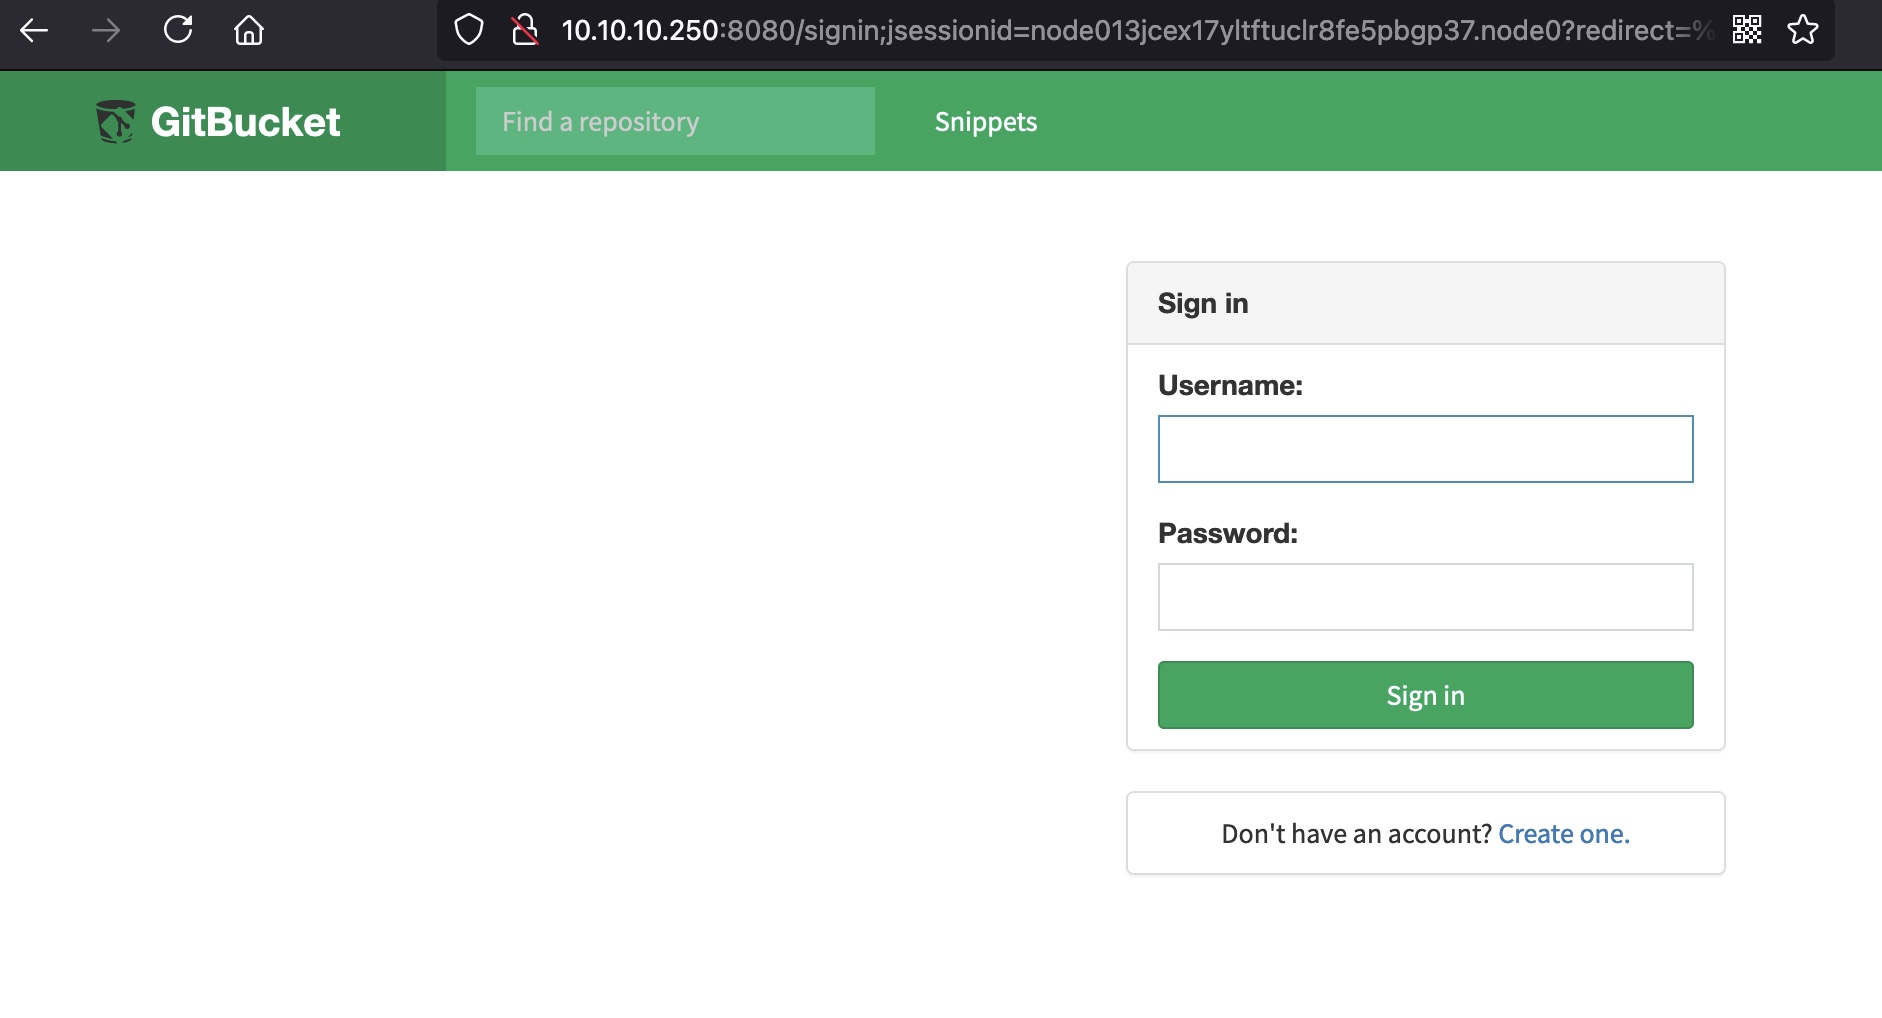 10.10.10.250:8080/signin;jsessionid=node013jcex17yltftuclr8fe5pbgp37.node0?redirect=%
GitBucket
Find a repository
Snippets
Sign in
Username:
Password:
Sign in
Don't have an account? Create one.